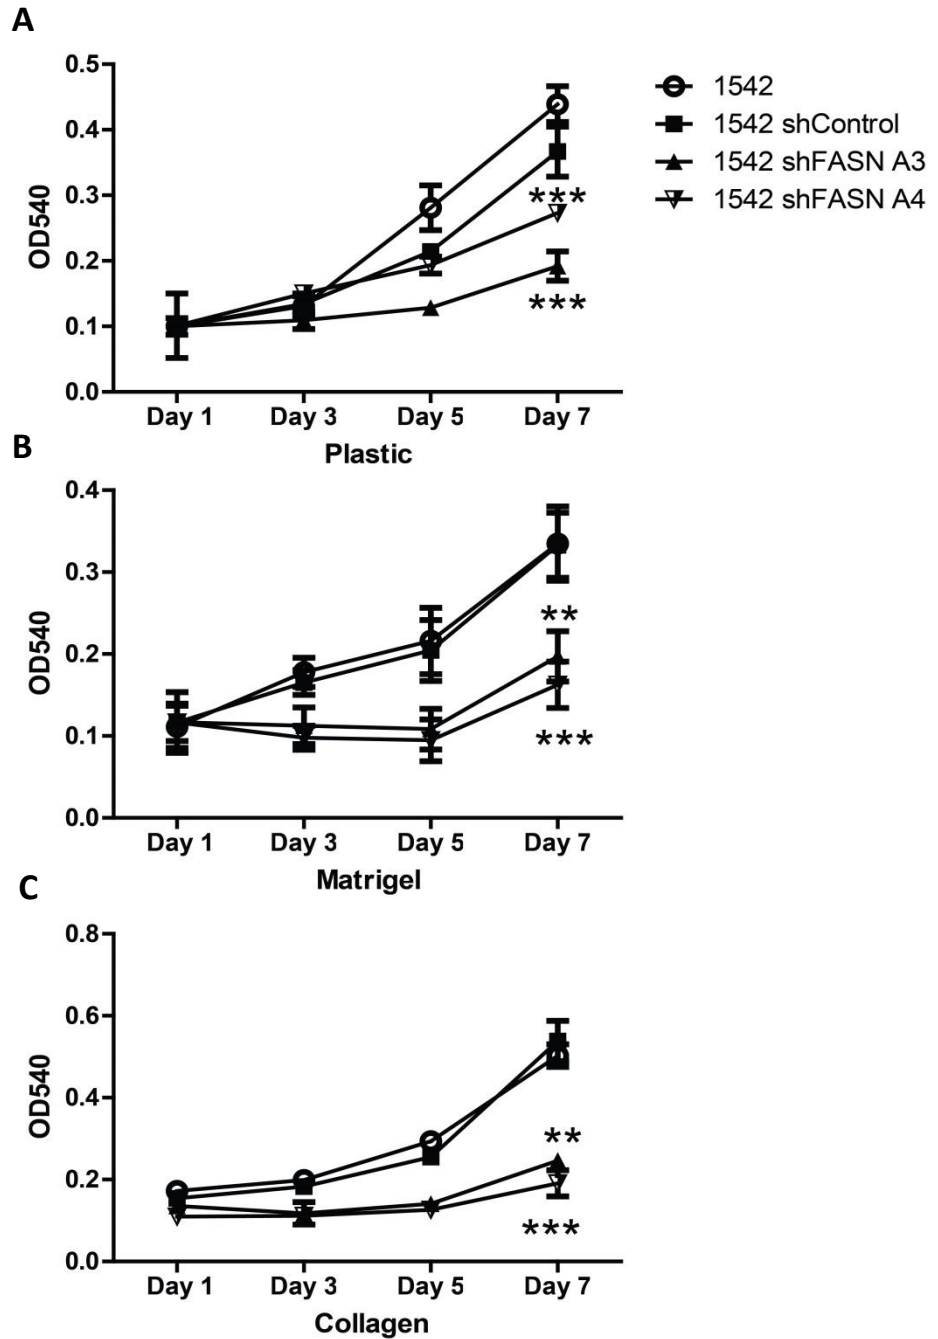 A
0.5
0.4
0.3
0.2
0.1
0.0
OD540
***
***
Day 1 Day 3 Day 5 Day 7
Plastic
1542
1542 shControl
1542 shFASN A3
1542 shFASN A4
B
0.4
0.3
0.2
0.1
0.0
OD540
**
***
Day 1 Day 3 Day 5 Day 7
Matrigel
C
0.8
0.6
0.4
0.2
0.0
OD540
**
***
Day 1 Day 3 Day 5 Day 7
Collagen